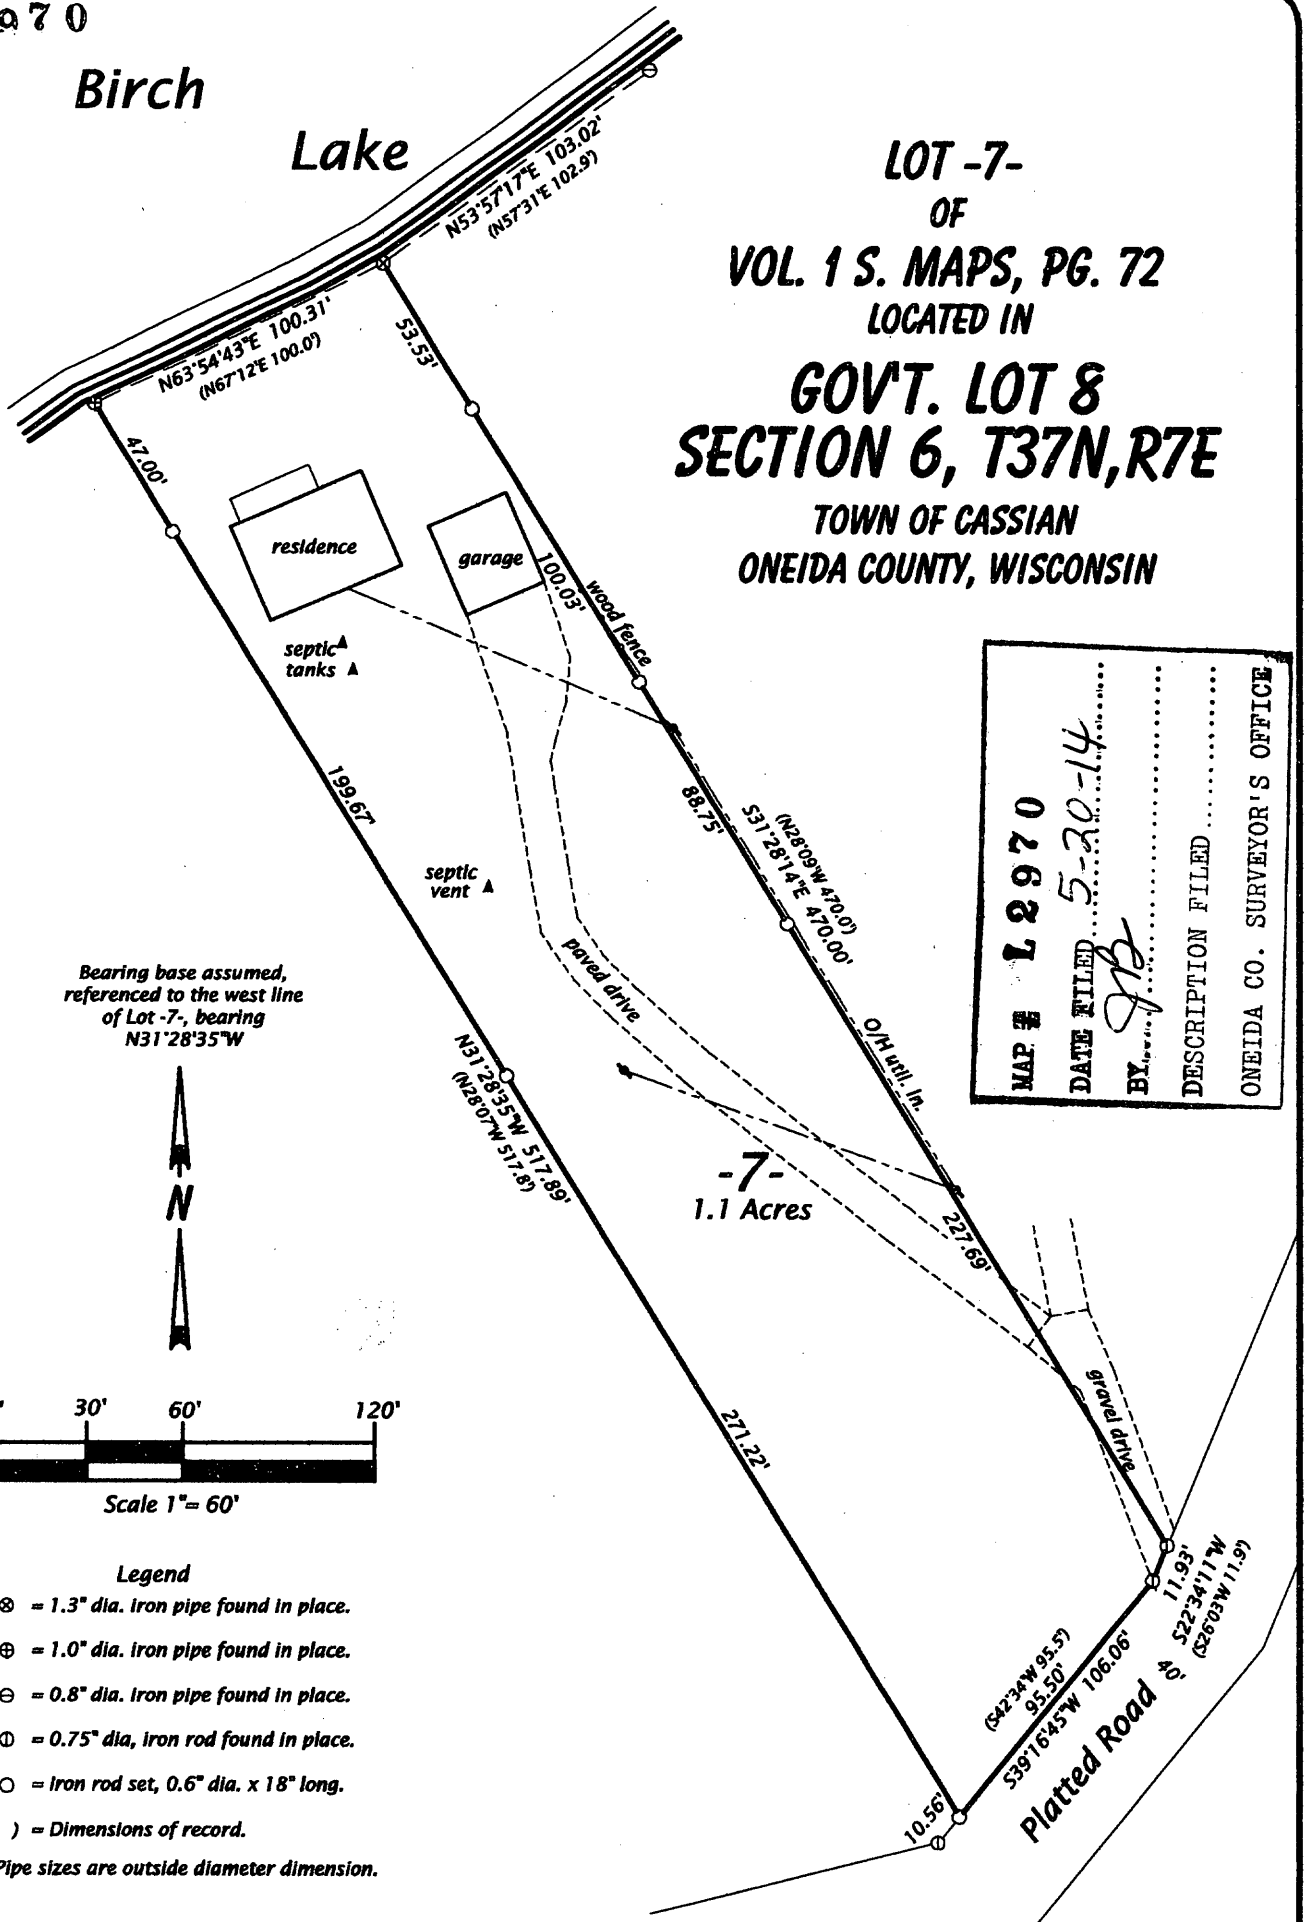 970
Birch
Lake
N53°57'17"E 103.02'
(N57°31'E 102.9')
N63°54'43"E 100.31'
(N67°12'E 100.0')
LOT -7-
OF
VOL. 1 S. MAPS, PG. 72
LOCATED IN
GOV'T. LOT 8
SECTION 6, T37N,R7E
TOWN OF CASSIAN
ONEIDA COUNTY, WISCONSIN
53.53'
47.00'
residence
garage
100.03'
wood fence
septic
tanks
199.67'
88.75'
(N28°09'W 470.0')
S31°28'14"E 470.00'
septic
vent
paved drive
MAP # L2970
DATE FILED 5-20-14
BY JB
DESCRIPTION FILED
ONEIDA CO. SURVEYOR'S OFFICE
Bearing base assumed,
referenced to the west line
of Lot -7-, bearing
N31°28'35"W
N
N31°28'35"W 517.89'
(N28°07'W 517.8')
O/H util. ln.
-7-
1.1 Acres
227.69'
271.22'
gravel drive
30' 60' 120'
Scale 1"= 60'
11.93'
S22°34'11"W
(S26°03'W 11.9')
(S42°34'W 95.5')
95.50'
S39°16'45"W 106.06'
40'
Platted Road
10.56'
Legend
⊗ = 1.3" dia. iron pipe found in place.
⊕ = 1.0" dia. iron pipe found in place.
⊖ = 0.8" dia. iron pipe found in place.
⦶ = 0.75" dia, iron rod found in place.
○ = Iron rod set, 0.6" dia. x 18" long.
) = Dimensions of record.
Pipe sizes are outside diameter dimension.